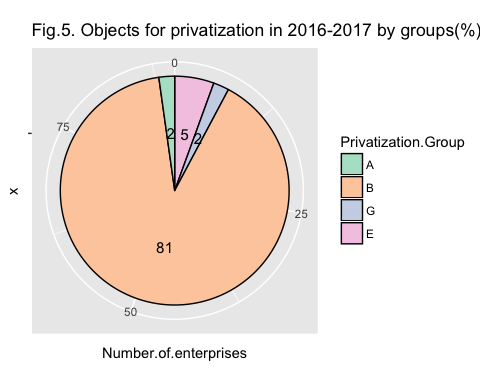 Fig.5. Objects for privatization in 2016-2017 by groups(%)
0
75
2 5 2
x
25
81
50
Number.of.enterprises
Privatization.Group
A
B
G
E